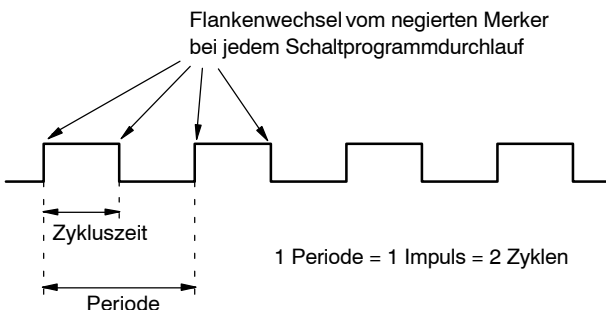 Flankenwechsel vom negierten Merker
bei jedem Schaltprogrammdurchlauf
Zykluszeit
1 Periode = 1 Impuls = 2 Zyklen
Periode